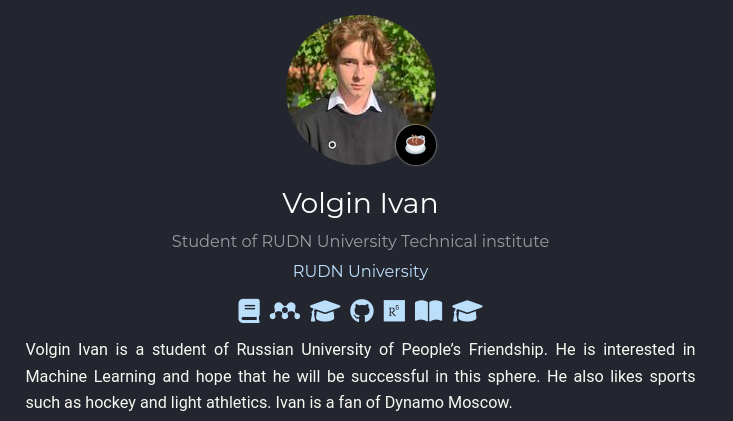 Volgin Ivan
Student of RUDN University Technical institute
RUDN University
R⁶
Volgin Ivan is a student of Russian University of People’s Friendship. He is interested in
Machine Learning and hope that he will be successful in this sphere. He also likes sports
such as hockey and light athletics. Ivan is a fan of Dynamo Moscow.